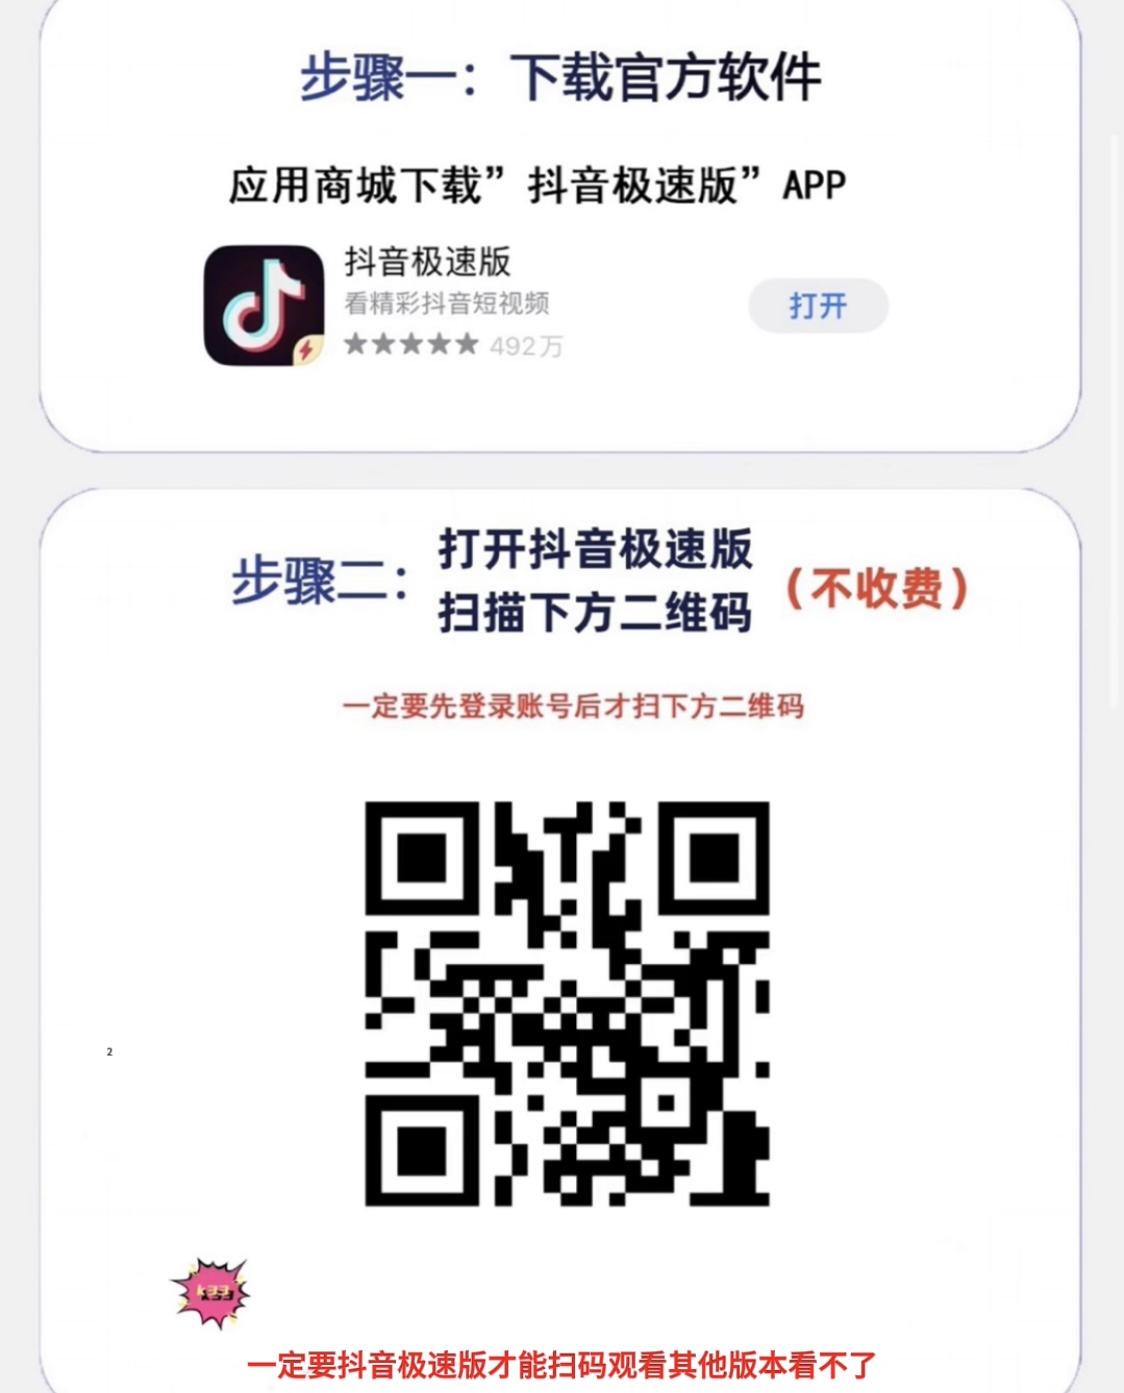 步骤一：下载官方软件
应用商城下载”抖音极速版”APP
抖音极速版
看精彩抖音短视频
492万
打开
步骤二：
打开抖音极速版
扫描下方二维码
（不收费）
一定要先登录账号后才扫下方二维码
2
k33
一定要抖音极速版才能扫码观看其他版本看不了